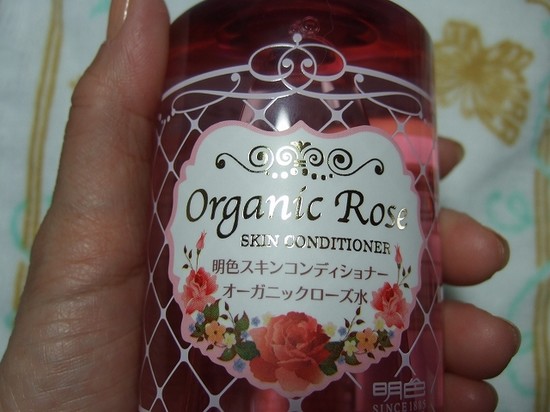 Organic Rose
SKIN CONDITIONER
明色スキンコンディショナー
オーガニックローズ水
明色
SINCE 1885